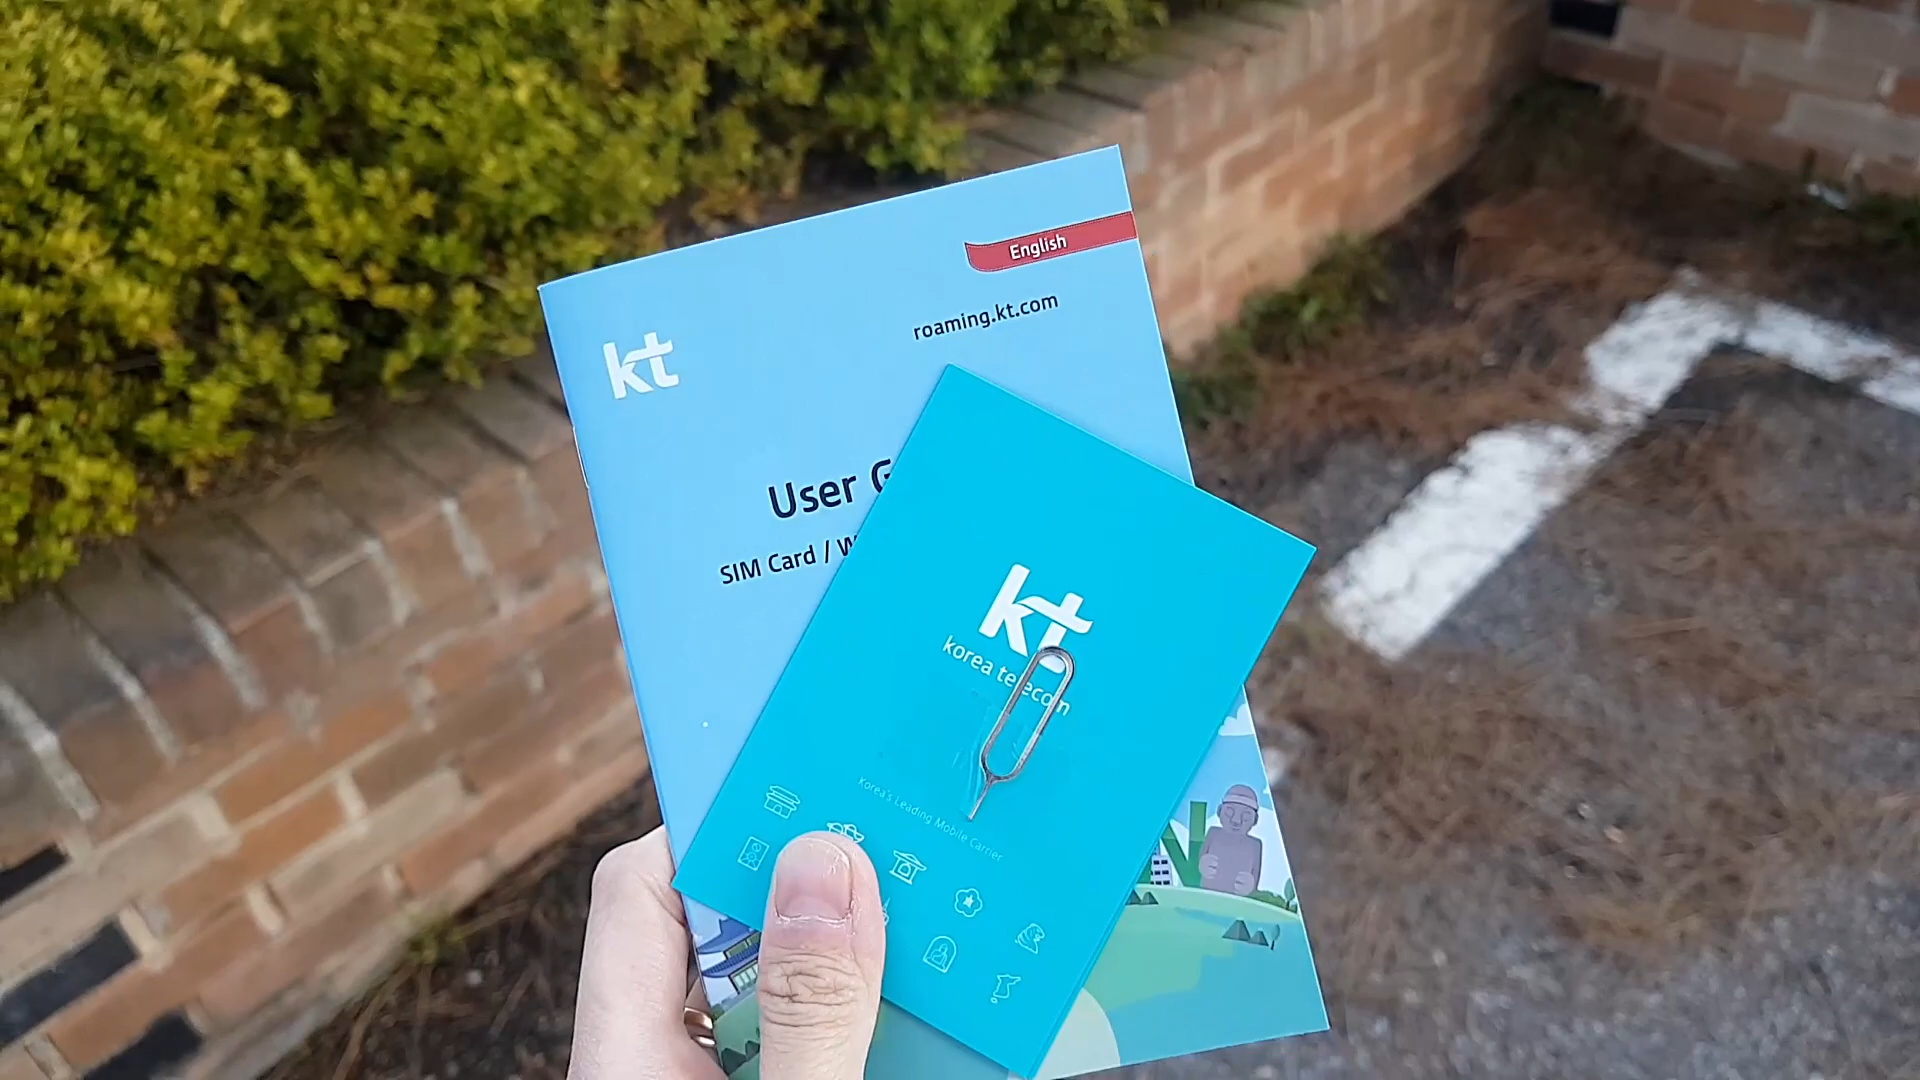 English
roaming.kt.com
kt
User G
SIM Card / W
kt
korea telecom
Korea's Leading Mobile Carrier